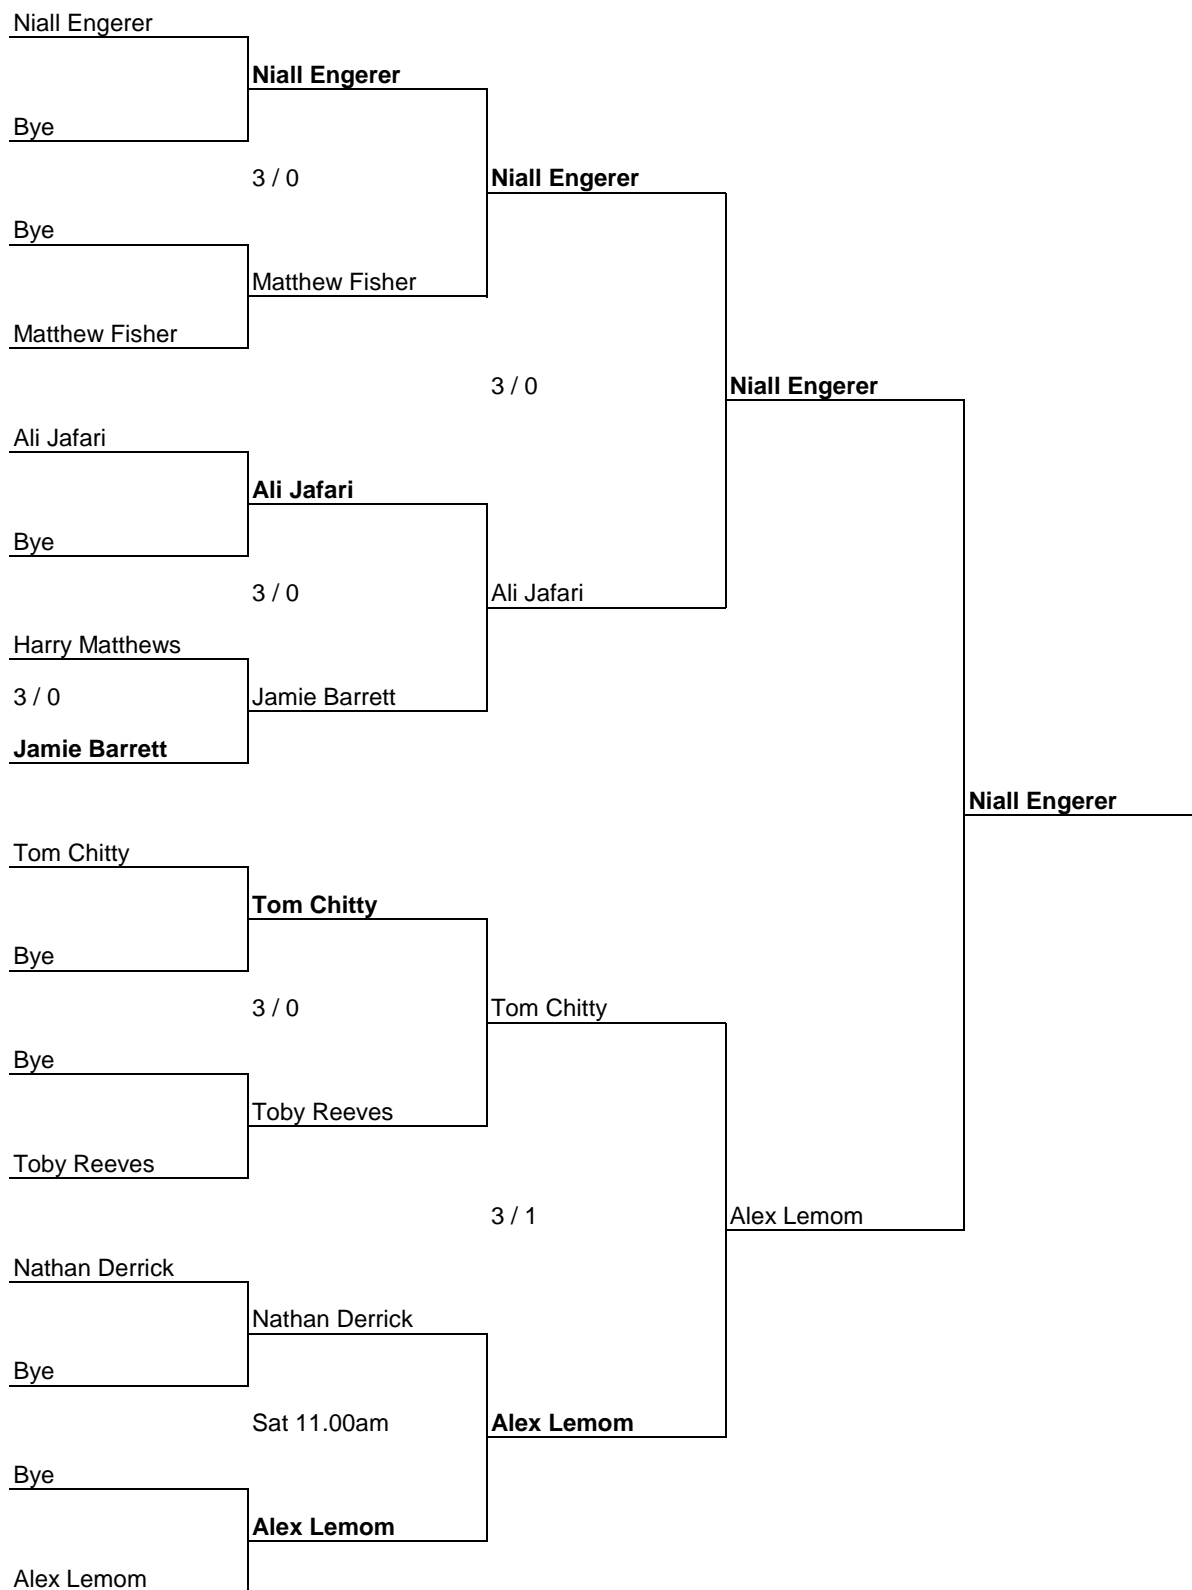 Niall Engerer
Niall Engerer
Bye
3 / 0
Niall Engerer
Bye
Matthew Fisher
Matthew Fisher
3 / 0
Niall Engerer
Ali Jafari
Ali Jafari
Bye
3 / 0
Ali Jafari
Harry Matthews
3 / 0
Jamie Barrett
Jamie Barrett
Niall Engerer
Tom Chitty
Tom Chitty
Bye
3 / 0
Tom Chitty
Bye
Toby Reeves
Toby Reeves
3 / 1
Alex Lemom
Nathan Derrick
Nathan Derrick
Bye
Sat 11.00am
Alex Lemom
Bye
Alex Lemom
Alex Lemom